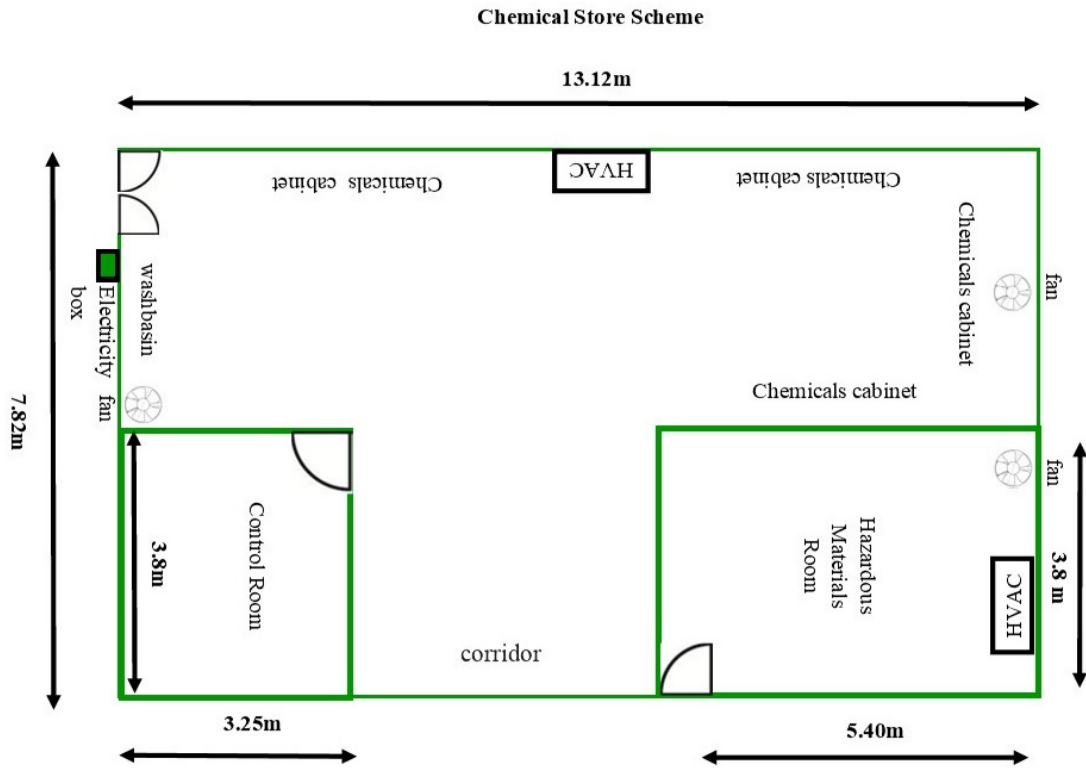 Chemical Store Scheme
13.12m
HVAC
Chemicals cabinet
Chemicals cabinet
Chemicals cabinet
fan
washbasin
Electricity
box
fan
Chemicals cabinet
7.82m
fan
3.8m
Control Room
Hazardous
Materials
Room
3.8 m
HVAC
corridor
3.25m
5.40m